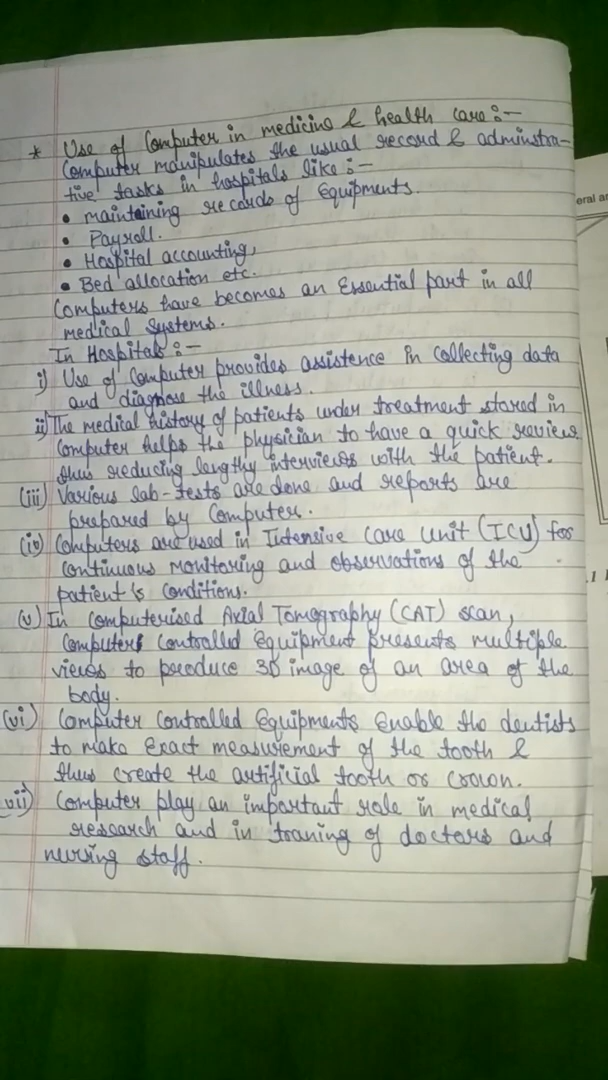 * Use of Computer in medicine & health care :-
Computer manipulates the usual record & adminstra-
tive tasks in hospitals like :-
• maintaining records of Equipments.
• Payroll.
• Hospital accounting,
• Bed allocation etc.
Computers have becomes an Essential part in all
medical Systems.
In Hospitals :-
i) Use of Computer provides assistence in collecting data
and diagnose the illness.
ii) The medical history of patients under treatment stored in
Computer helps the physician to have a quick review
thus reducing lengthy interviews with the patient.
(iii) Various lab-tests are done and reports are
prepared by Computer.
(iv) Computers are used in Intensive Care Unit (ICU) for
Continuous Monitoring and observations of the
patient's Conditions.
(v) In Computerised Axial Tomography (CAT) scan,
Computer Controlled Equipment presents multiple
views to produce 3D image of an area of the
body.
(vi) Computer Controlled Equipments Enable the dentists
to make Exact measurement of the tooth &
thus create the artificial tooth or crown.
(vii) Computer play an important role in medical
research and in traning of doctors and
nursing staff.
eral ar
.1